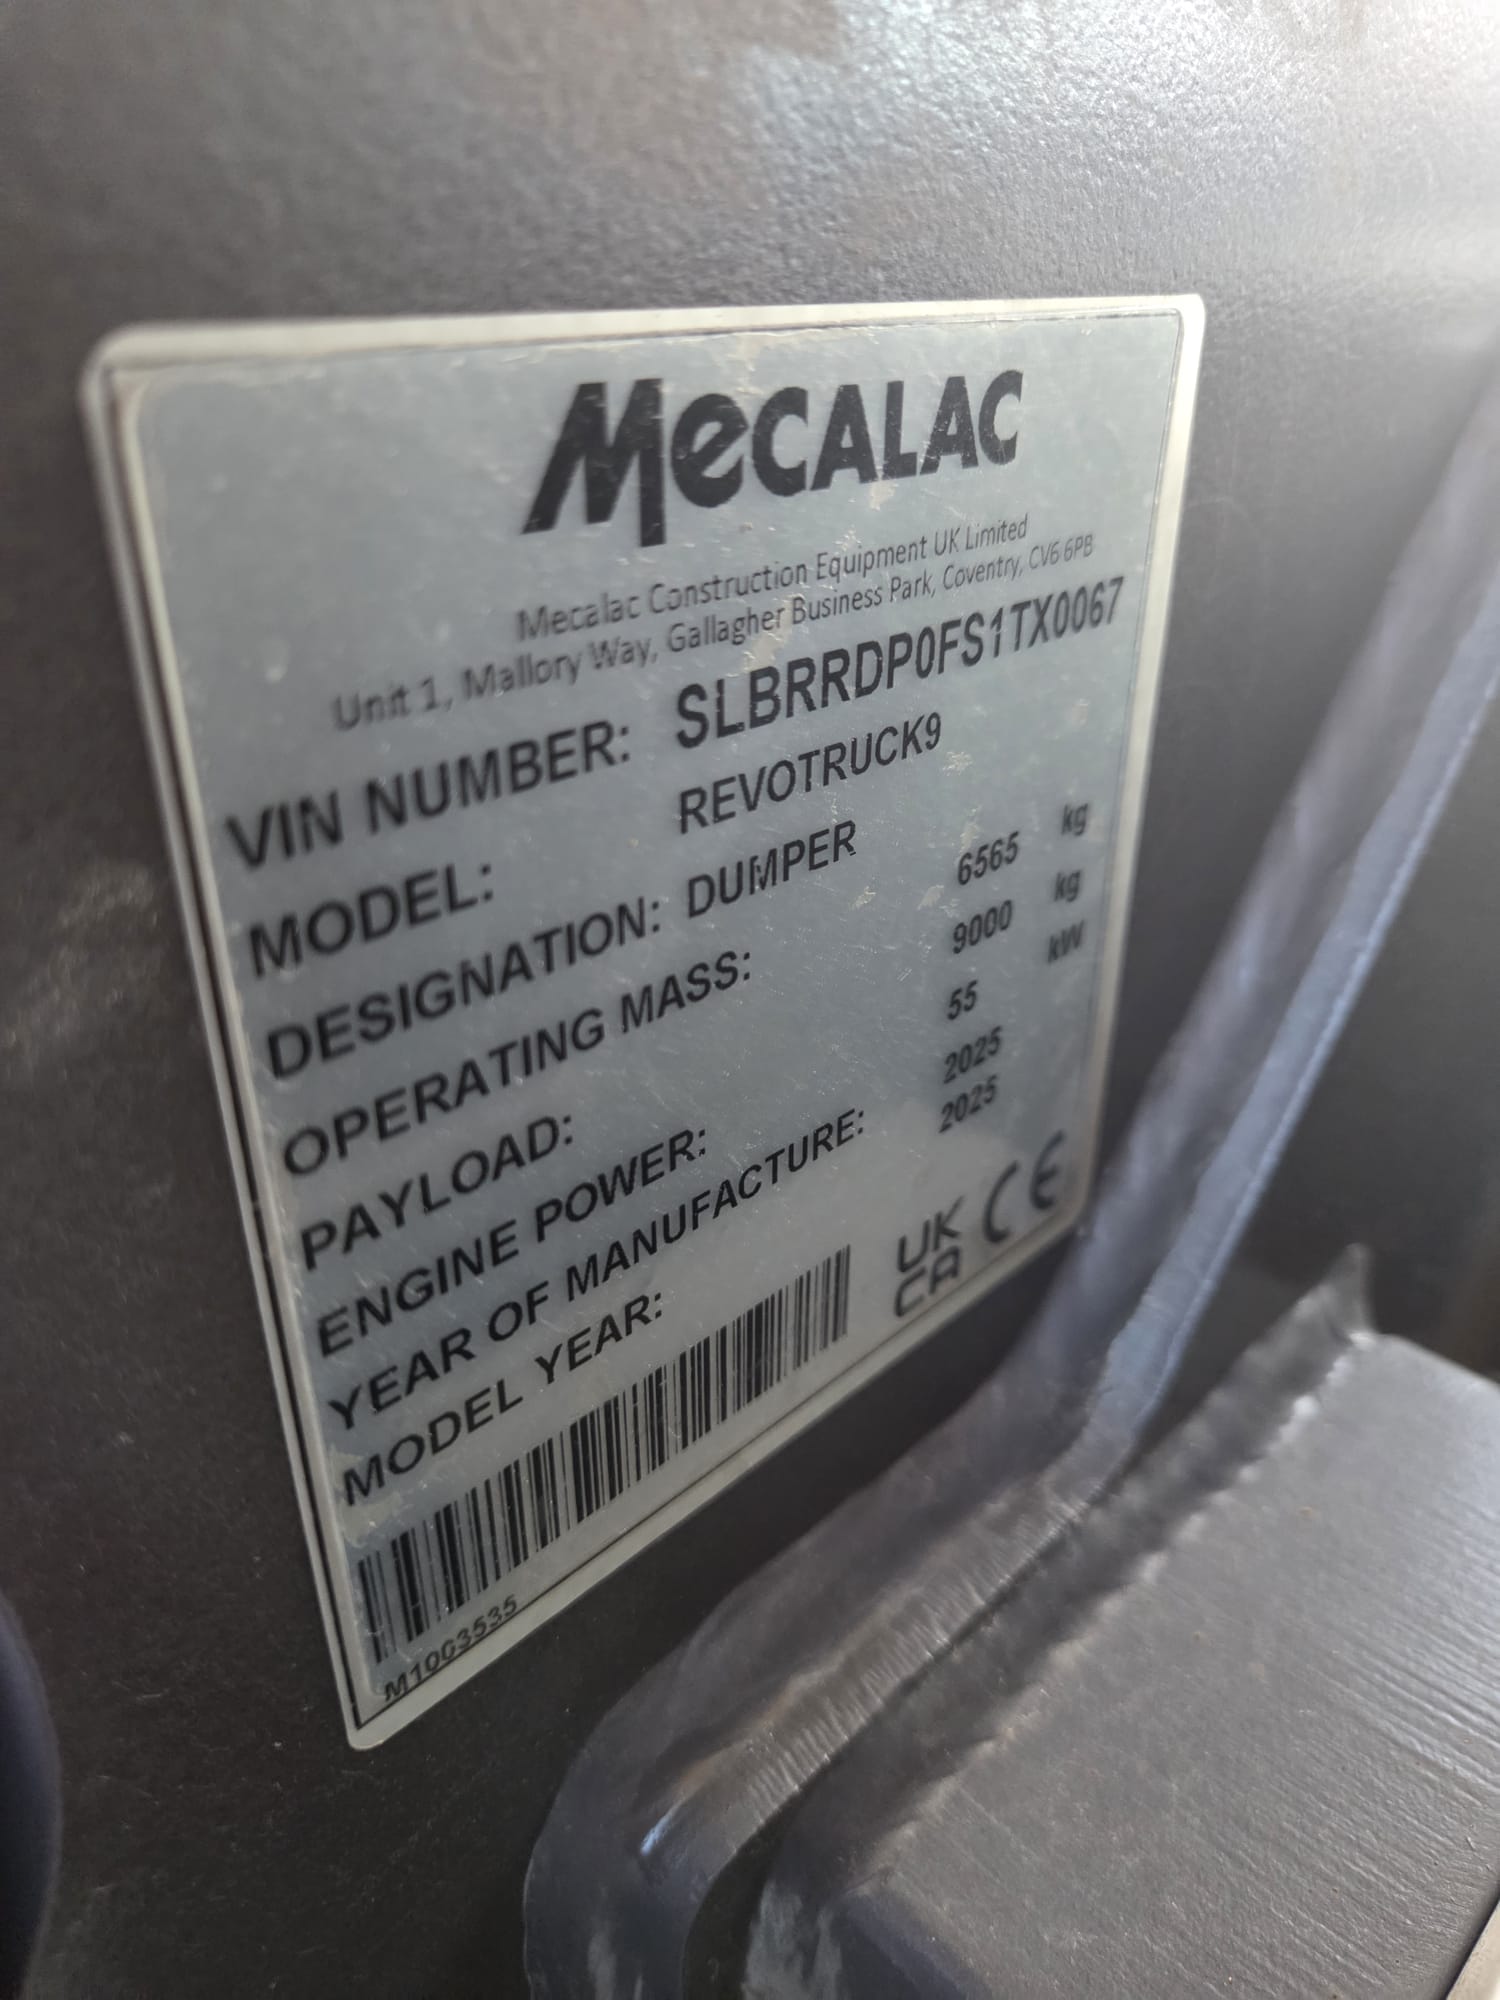 MeCALAC
Mecalac Construction Equipment UK Limited
Unit 1, Mallory Way, Gallagher Business Park, Coventry, CV6 6PB
VIN NUMBER: SLBRRDP0FS1TX0067
MODEL: REVOTRUCK9
DESIGNATION: DUMPER
OPERATING MASS: 6565 kg
PAYLOAD: 9000 kg
ENGINE POWER: 55 kW
YEAR OF MANUFACTURE: 2025
MODEL YEAR: 2025
UK
CA
CE
M1003535